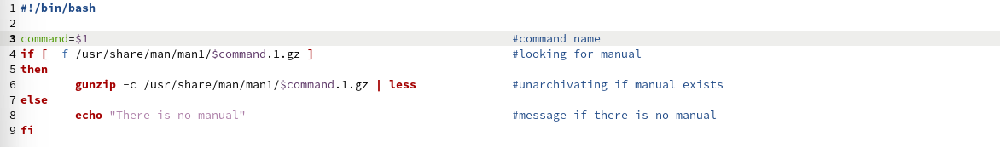 1 #!/bin/bash
2
3 command=$1 #command name
4 if [ -f /usr/share/man/man1/$command.1.gz ] #looking for manual
5 then
6 gunzip -c /usr/share/man/man1/$command.1.gz | less #unarchivating if manual exists
7 else
8 echo "There is no manual" #message if there is no manual
9 fi